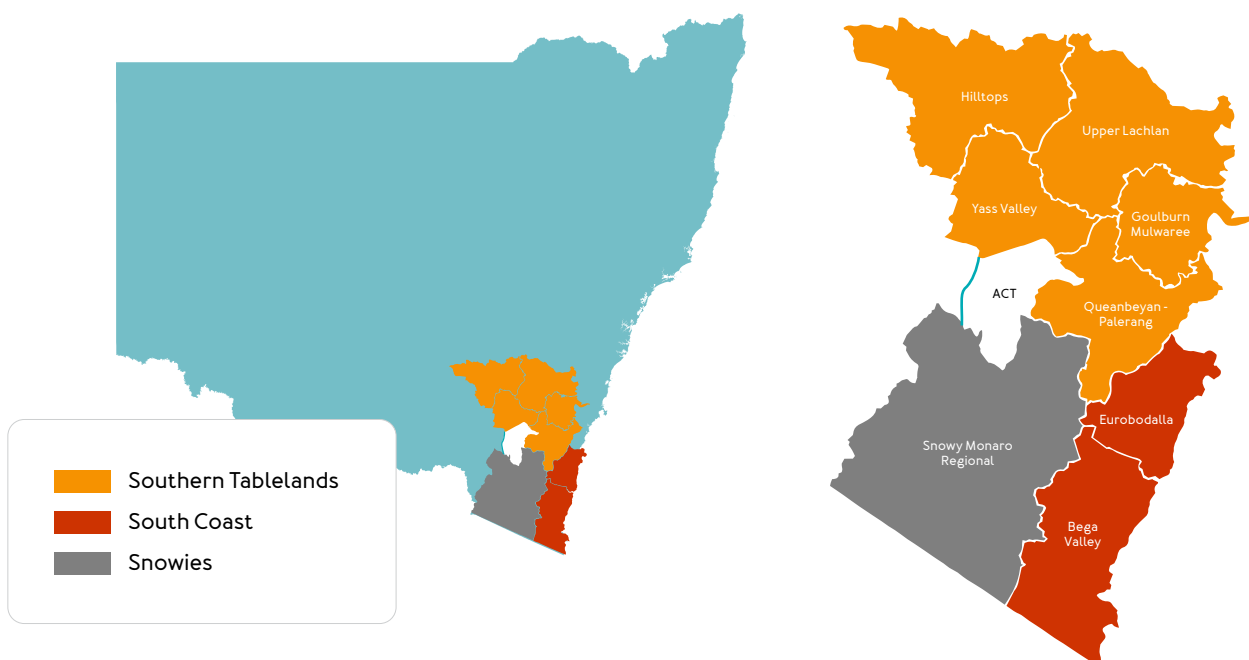 Southern Tablelands
South Coast
Snowies
Hilltops
Upper Lachlan
Yass Valley
Goulburn
Mulwaree
ACT
Queanbeyan -
Palerang
Eurobodalla
Snowy Monaro
Regional
Bega
Valley